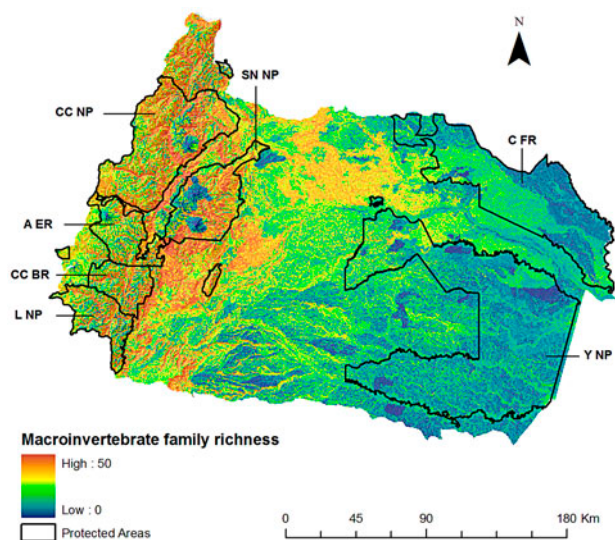 N
SN NP
CC NP
C FR
A ER
CC BR
L NP
Y NP
Macroinvertebrate family richness
High : 50
Low : 0
Protected Areas
0 45 90 180 Km